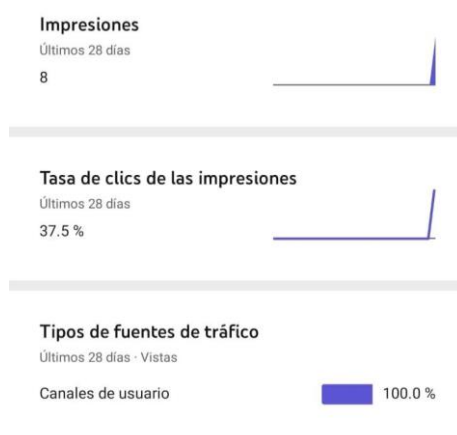 Impresiones
Últimos 28 días
8
Tasa de clics de las impresiones
Últimos 28 días
37.5 %
Tipos de fuentes de tráfico
Últimos 28 días · Vistas
Canales de usuario 100.0 %